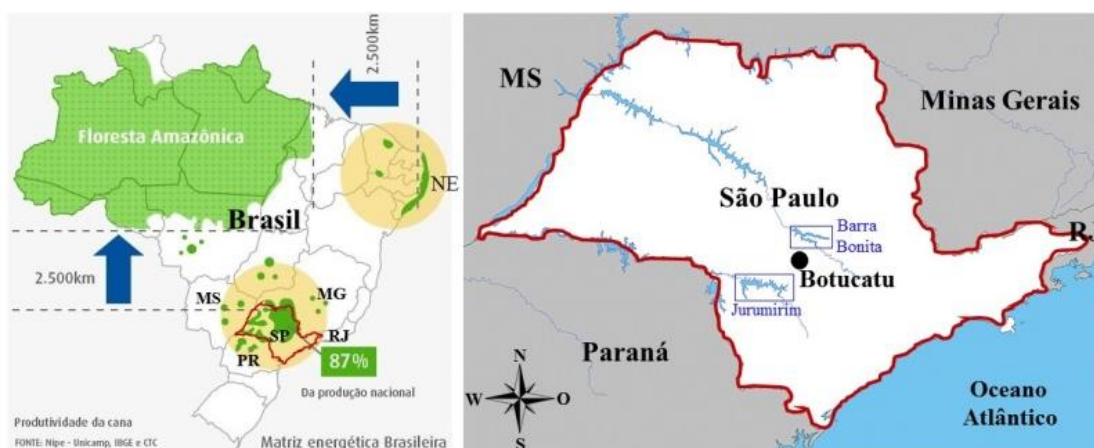 2.500km
Floresta Amazônica
NE
Brasil
2.500km
MS
MG
SP
RJ
PR
87%
Da produção nacional
Produtividade da cana
FONTE: Nipe - Unicamp, IBGE e CTC
Matriz energética Brasileira
MS
Minas Gerais
São Paulo
Barra
Bonita
RJ
Botucatu
Jurumirim
Paraná
N
W
O
S
Oceano
Atlântico